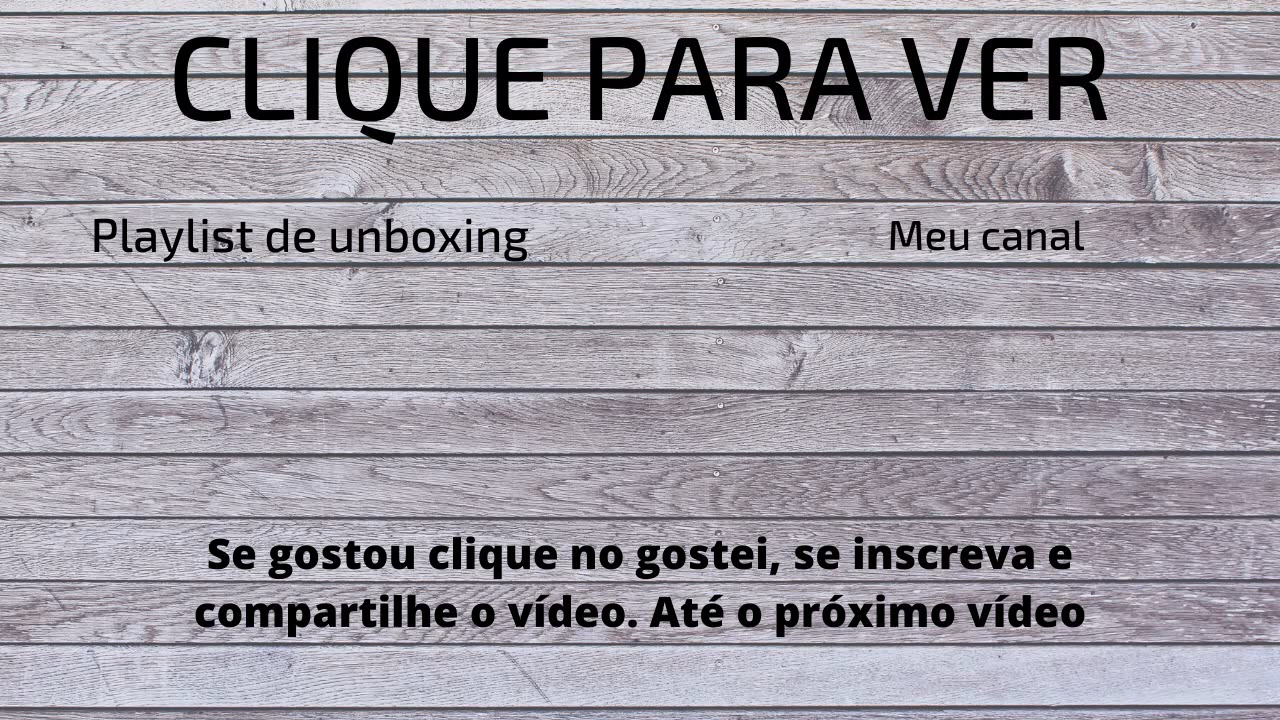 CLIQUE PARA VER
Playlist de unboxing
Meu canal
Se gostou clique no gostei, se inscreva e
compartilhe o vídeo. Até o próximo vídeo